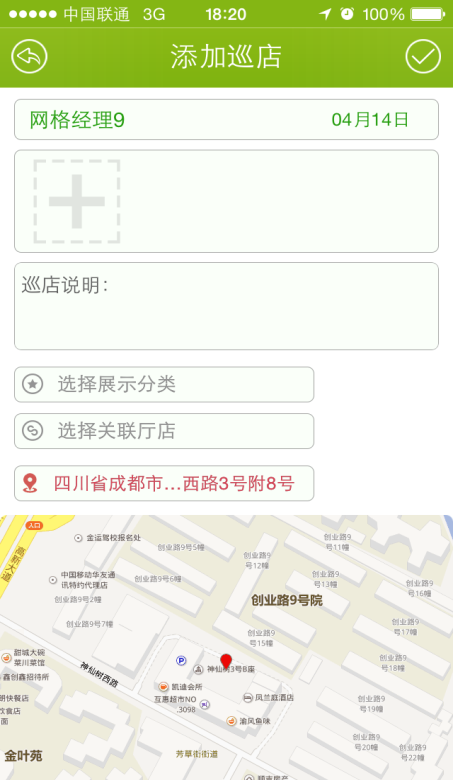 中国联通 3G 18:20 100%
添加巡店
网格经理9 04月14日
巡店说明:
选择展示分类
选择关联厅店
四川省成都市...西路3号附8号
入口
高新大道
金运驾校报名处
创业路9号5幢
创业路9
号11幢
创业路9
号12幢
中国移动华友通
讯特约代理店
创业路9号6幢
创业路9
号13幢
创业路9
号16幢
创业路9号2幢
创业路9号院
创业路9号7幢
创业路9
号15幢
创业路9
号17幢
甜城大碗
菜川菜馆
P
神仙树3号B座
创业路9
号18幢
鑫创鑫招待所
神仙树西路
凯迪会所
互惠超市NO
.3098
凤兰庭酒店
朗快餐店
饮食店
面
渝风鱼味
创业路9
号19幢
创业路9
号20幢
创业路9
号22幢
金叶苑
芳草街街道